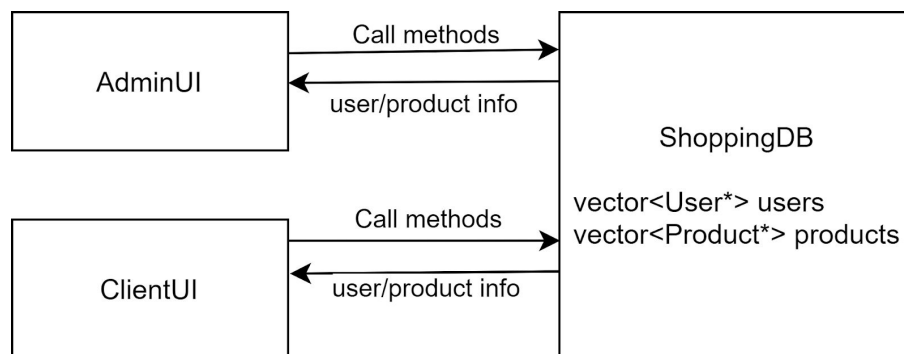 AdminUI
Call methods
user/product info
ClientUI
Call methods
user/product info
ShoppingDB
vector<User*> users
vector<Product*> products